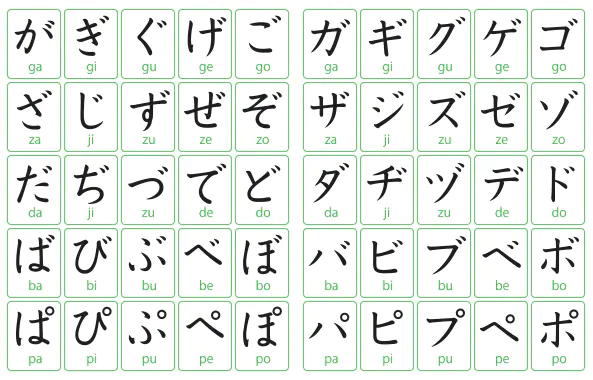 が ぎ ぐ げ ご ガ ギ グ ゲ ゴ
ga gi gu ge go ga gi gu ge go
ざ じ ず ぜ ぞ ザ ジ ズ ゼ ゾ
za ji zu ze zo za ji zu ze zo
だ ぢ づ で ど ダ ヂ ヅ デ ド
da ji zu de do da ji zu de do
ば び ぶ べ ぼ バ ビ ブ ベ ボ
ba bi bu be bo ba bi bu be bo
ぱ ぴ ぷ ぺ ぽ パ ピ プ ペ ポ
pa pi pu pe po pa pi pu pe po